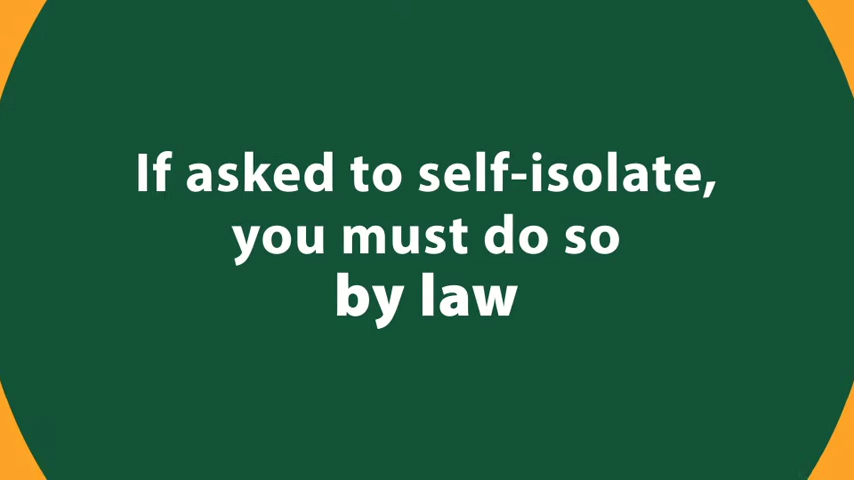 If asked to self-isolate,
you must do so
by law